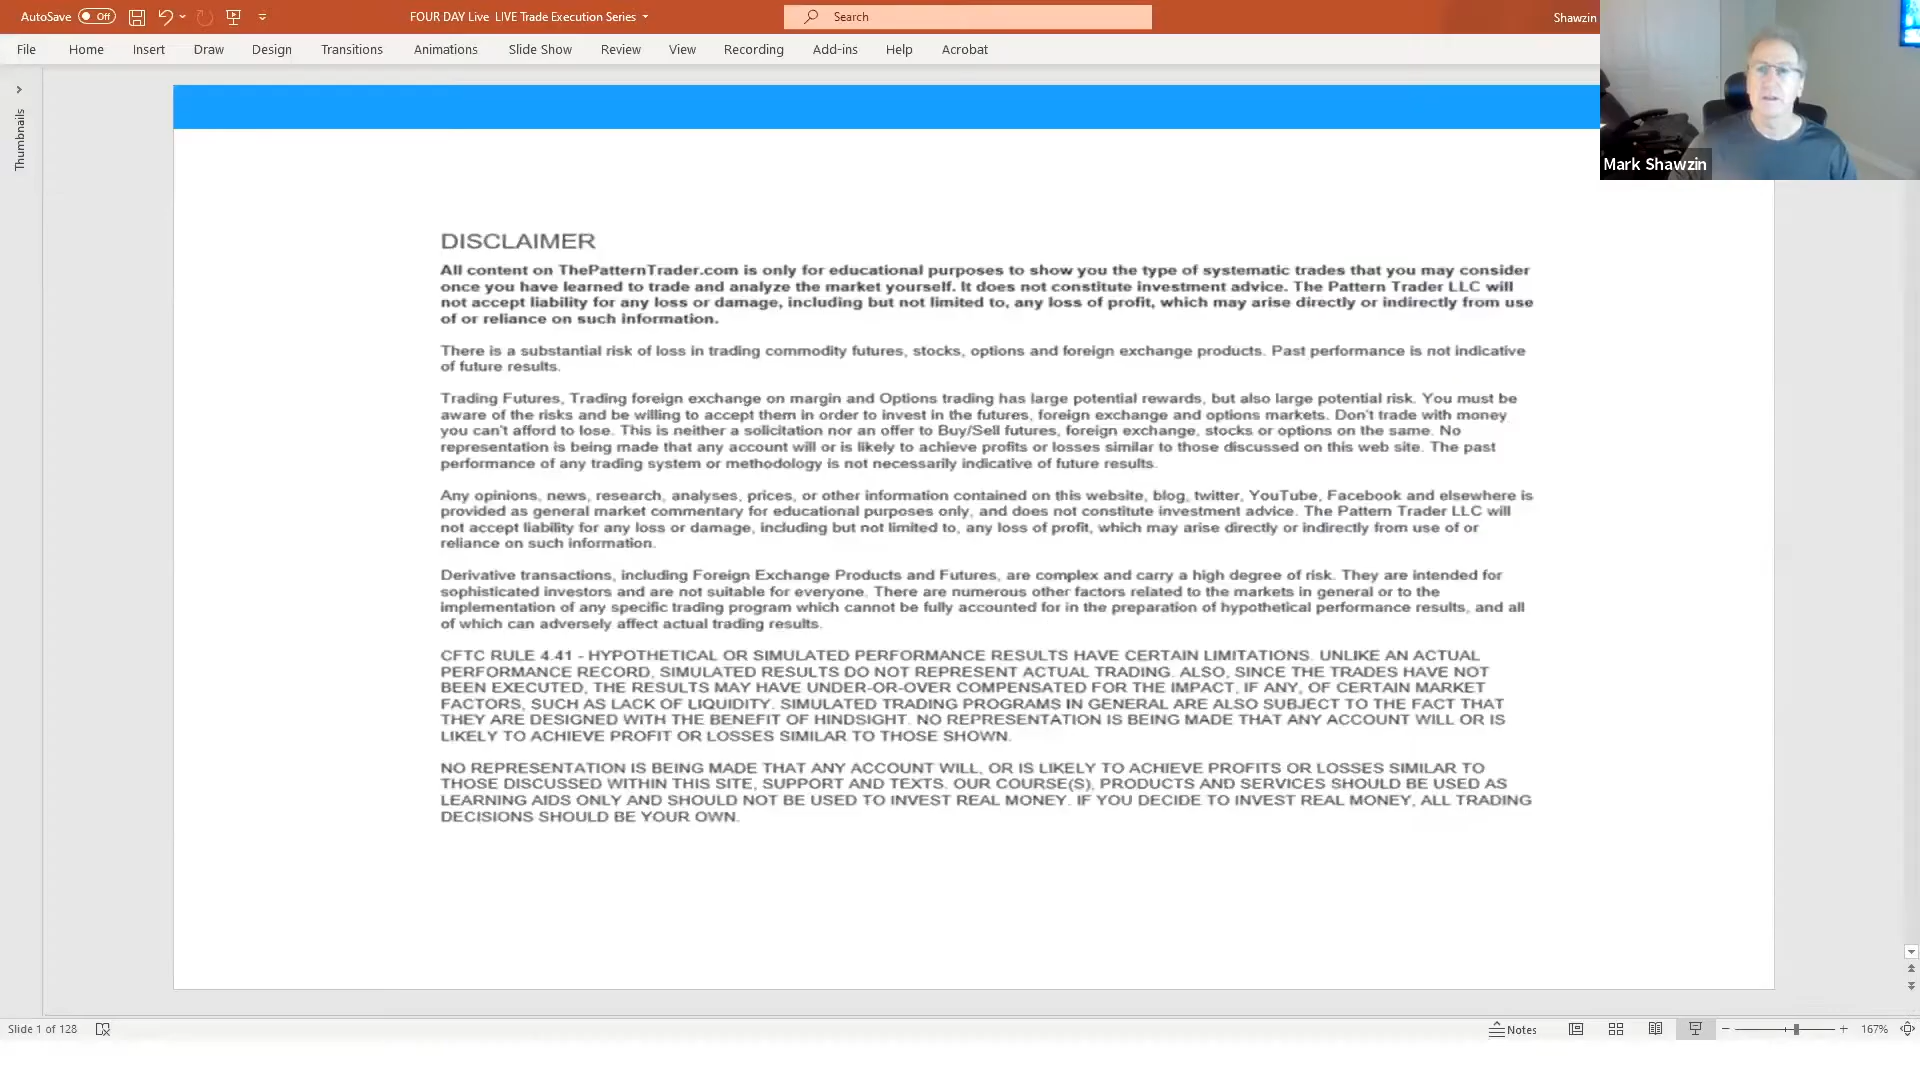 AutoSave Off FOUR DAY Live LIVE Trade Execution Series Search Shawzin
File Home Insert Draw Design Transitions Animations Slide Show Review View Recording Add-ins Help Acrobat
Mark Shawzin
Thumbnails
DISCLAIMER
All content on ThePatternTrader.com is only for educational purposes to show you the type of systematic trades that you may consider
once you have learned to trade and analyze the market yourself. It does not constitute investment advice. The Pattern Trader LLC will
not accept liability for any loss or damage, including but not limited to, any loss of profit, which may arise directly or indirectly from use
of or reliance on such information.
There is a substantial risk of loss in trading commodity futures, stocks, options and foreign exchange products. Past performance is not indicative
of future results.
Trading Futures, Trading foreign exchange on margin and Options trading has large potential rewards, but also large potential risk. You must be
aware of the risks and be willing to accept them in order to invest in the futures, foreign exchange and options markets. Don't trade with money
you can't afford to lose. This is neither a solicitation nor an offer to Buy/Sell futures, foreign exchange, stocks or options on the same. No
representation is being made that any account will or is likely to achieve profits or losses similar to those discussed on this web site. The past
performance of any trading system or methodology is not necessarily indicative of future results.
Any opinions, news, research, analyses, prices, or other information contained on this website, blog, twitter, YouTube, Facebook and elsewhere is
provided as general market commentary for educational purposes only, and does not constitute investment advice. The Pattern Trader LLC will
not accept liability for any loss or damage, including but not limited to, any loss of profit, which may arise directly or indirectly from use of or
reliance on such information.
Derivative transactions, including Foreign Exchange Products and Futures, are complex and carry a high degree of risk. They are intended for
sophisticated investors and are not suitable for everyone. There are numerous other factors related to the markets in general or to the
implementation of any specific trading program which cannot be fully accounted for in the preparation of hypothetical performance results, and all
of which can adversely affect actual trading results.
CFTC RULE 4.41 - HYPOTHETICAL OR SIMULATED PERFORMANCE RESULTS HAVE CERTAIN LIMITATIONS. UNLIKE AN ACTUAL
PERFORMANCE RECORD, SIMULATED RESULTS DO NOT REPRESENT ACTUAL TRADING. ALSO, SINCE THE TRADES HAVE NOT
BEEN EXECUTED, THE RESULTS MAY HAVE UNDER-OR-OVER COMPENSATED FOR THE IMPACT, IF ANY, OF CERTAIN MARKET
FACTORS, SUCH AS LACK OF LIQUIDITY. SIMULATED TRADING PROGRAMS IN GENERAL ARE ALSO SUBJECT TO THE FACT THAT
THEY ARE DESIGNED WITH THE BENEFIT OF HINDSIGHT. NO REPRESENTATION IS BEING MADE THAT ANY ACCOUNT WILL OR IS
LIKELY TO ACHIEVE PROFIT OR LOSSES SIMILAR TO THOSE SHOWN.
NO REPRESENTATION IS BEING MADE THAT ANY ACCOUNT WILL, OR IS LIKELY TO ACHIEVE PROFITS OR LOSSES SIMILAR TO
THOSE DISCUSSED WITHIN THIS SITE, SUPPORT AND TEXTS. OUR COURSE(S), PRODUCTS AND SERVICES SHOULD BE USED AS
LEARNING AIDS ONLY AND SHOULD NOT BE USED TO INVEST REAL MONEY. IF YOU DECIDE TO INVEST REAL MONEY, ALL TRADING
DECISIONS SHOULD BE YOUR OWN.
Slide 1 of 128 Notes 167%